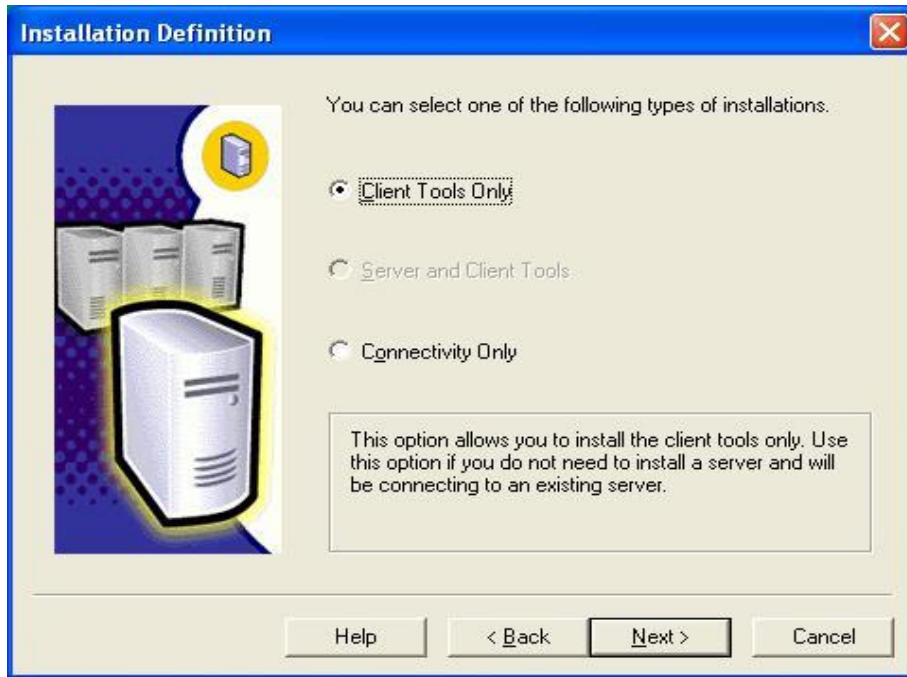 Installation Definition
You can select one of the following types of installations.
Client Tools Only
Server and Client Tools
Connectivity Only
This option allows you to install the client tools only. Use
this option if you do not need to install a server and will
be connecting to an existing server.
Help
< Back
Next >
Cancel